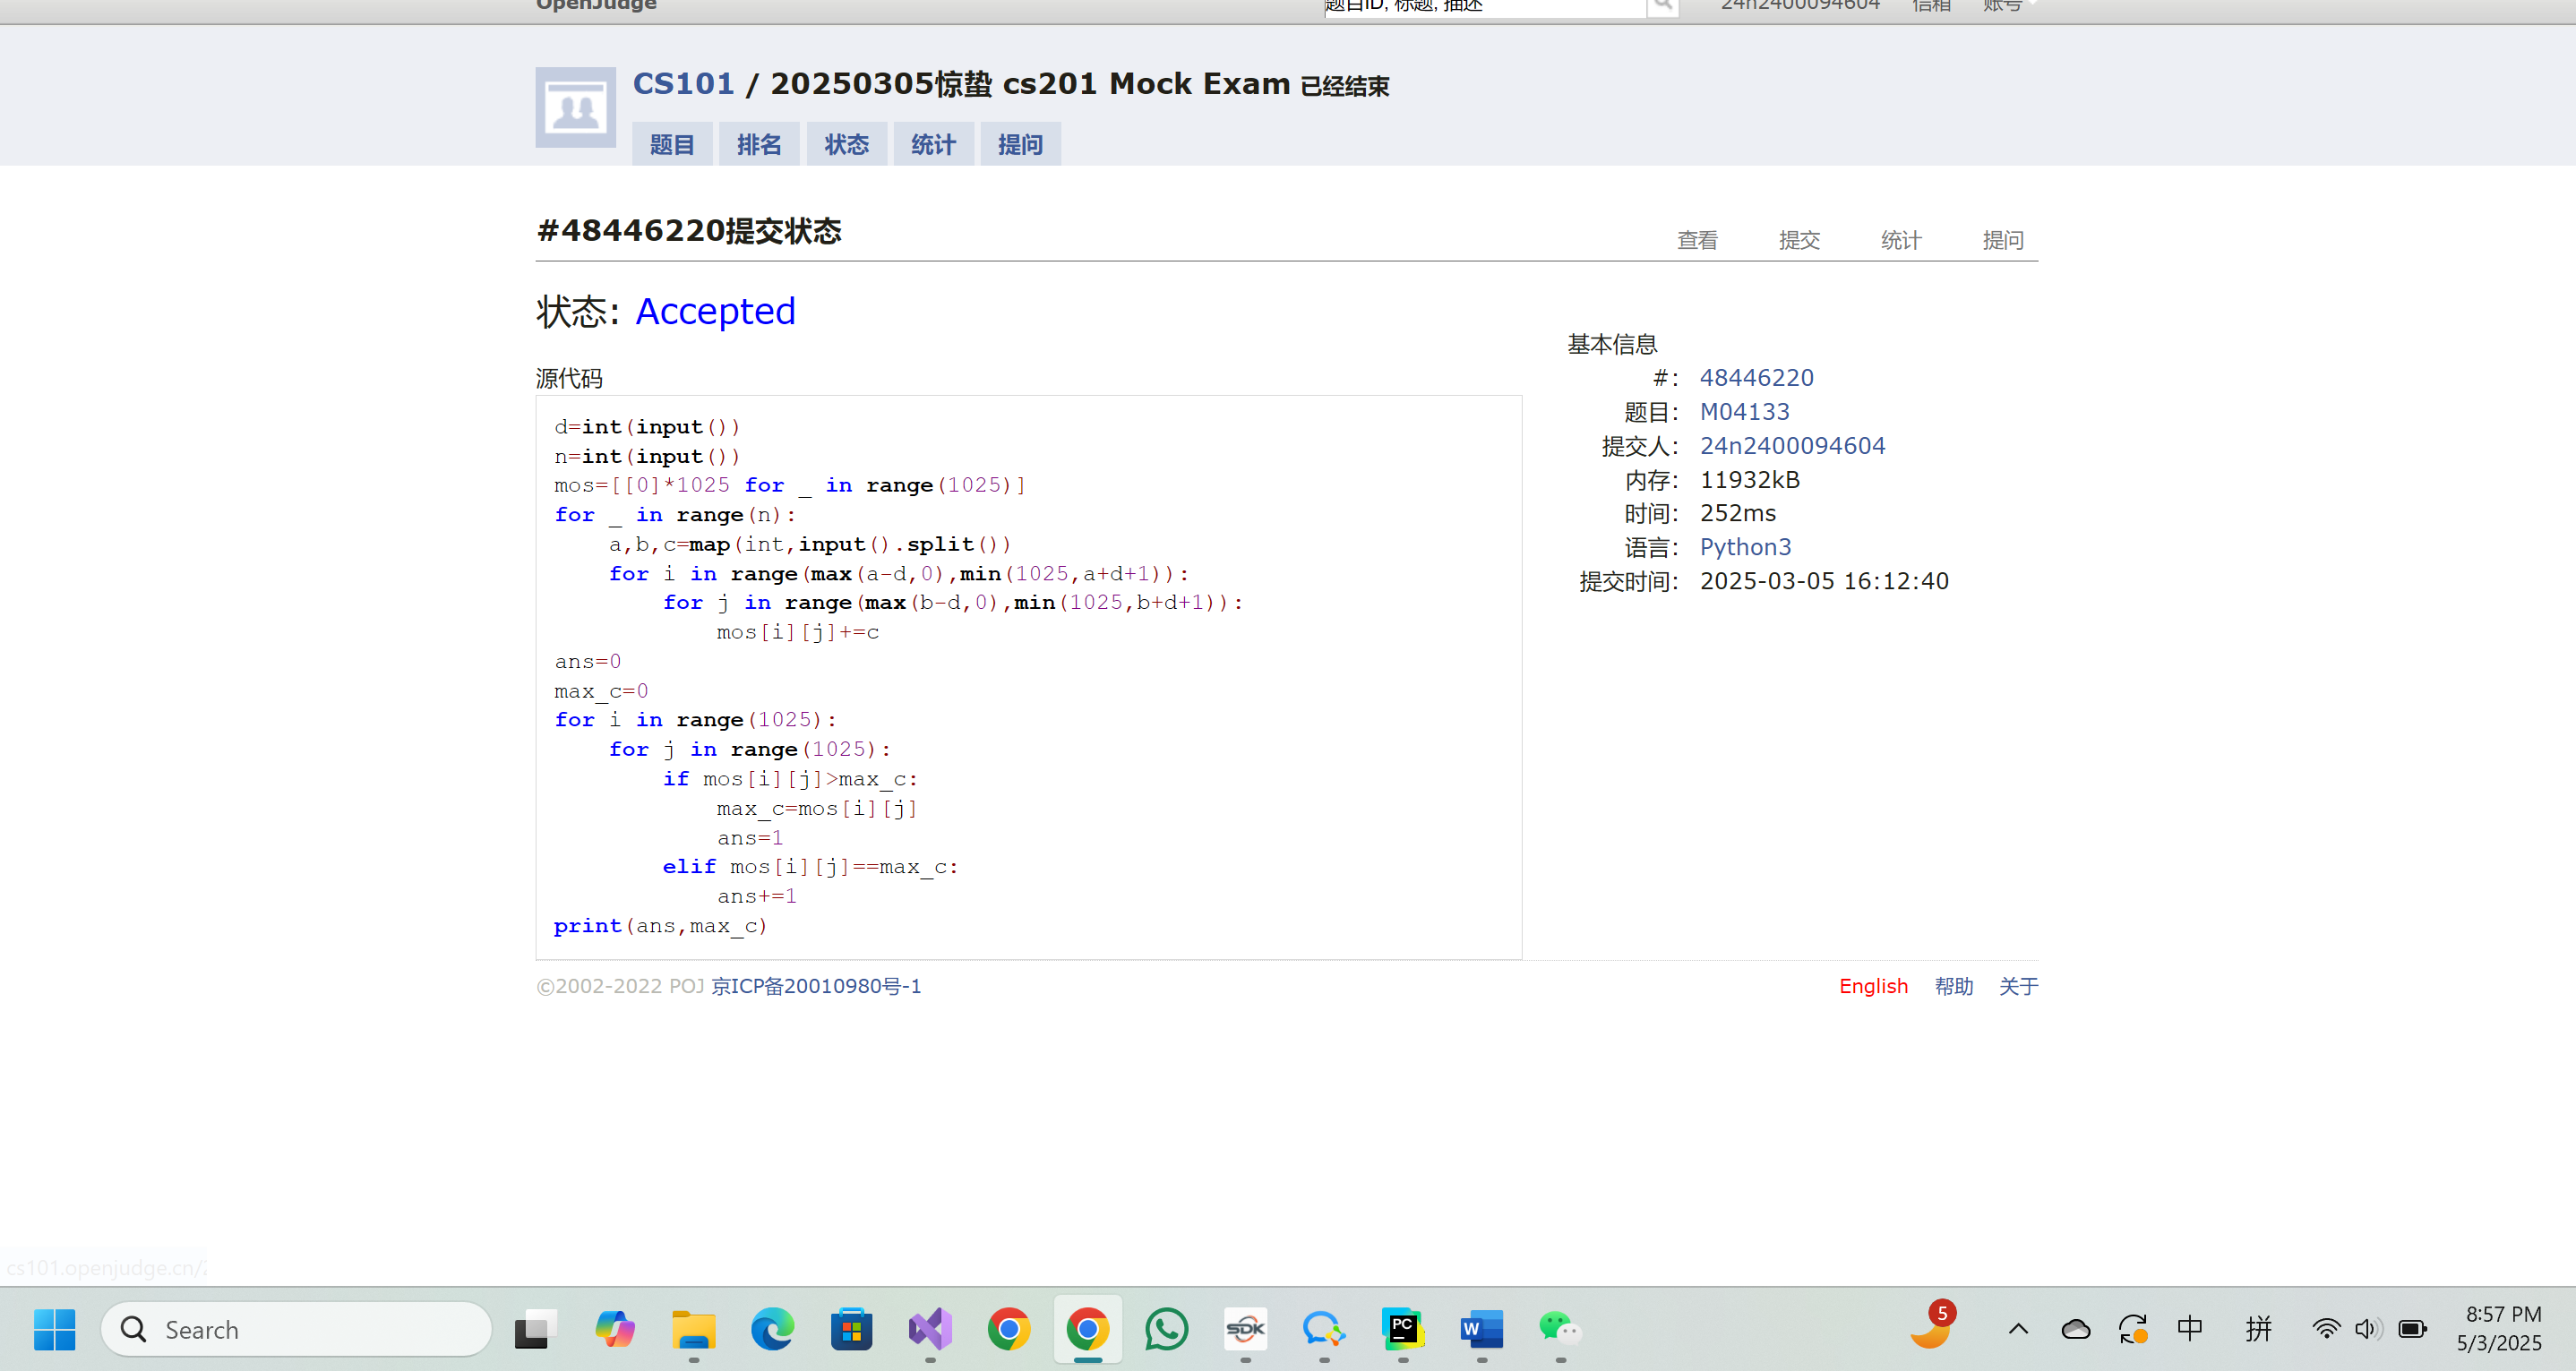 OpenJudge
题目ID, 标题, 描述
24n2400094604 信箱 账号
CS101 / 20250305惊蛰 cs201 Mock Exam 已经结束
题目 排名 状态 统计 提问
#48446220提交状态
查看 提交 统计 提问
状态: Accepted
基本信息
#: 48446220
题目: M04133
提交人: 24n2400094604
内存: 11932kB
时间: 252ms
语言: Python3
提交时间: 2025-03-05 16:12:40
源代码
d=int(input())
n=int(input())
mos=[[0]*1025 for _ in range(1025)]
for _ in range(n):
    a,b,c=map(int,input().split())
    for i in range(max(a-d,0),min(1025,a+d+1)):
        for j in range(max(b-d,0),min(1025,b+d+1)):
            mos[i][j]+=c
ans=0
max_c=0
for i in range(1025):
    for j in range(1025):
        if mos[i][j]>max_c:
            max_c=mos[i][j]
            ans=1
        elif mos[i][j]==max_c:
            ans+=1
print(ans,max_c)
©2002-2022 POJ 京ICP备20010980号-1
English 帮助 关于
cs101.openjudge.cn/2
Search
SDK
PC
W
5
中
拼
8:57 PM
5/3/2025